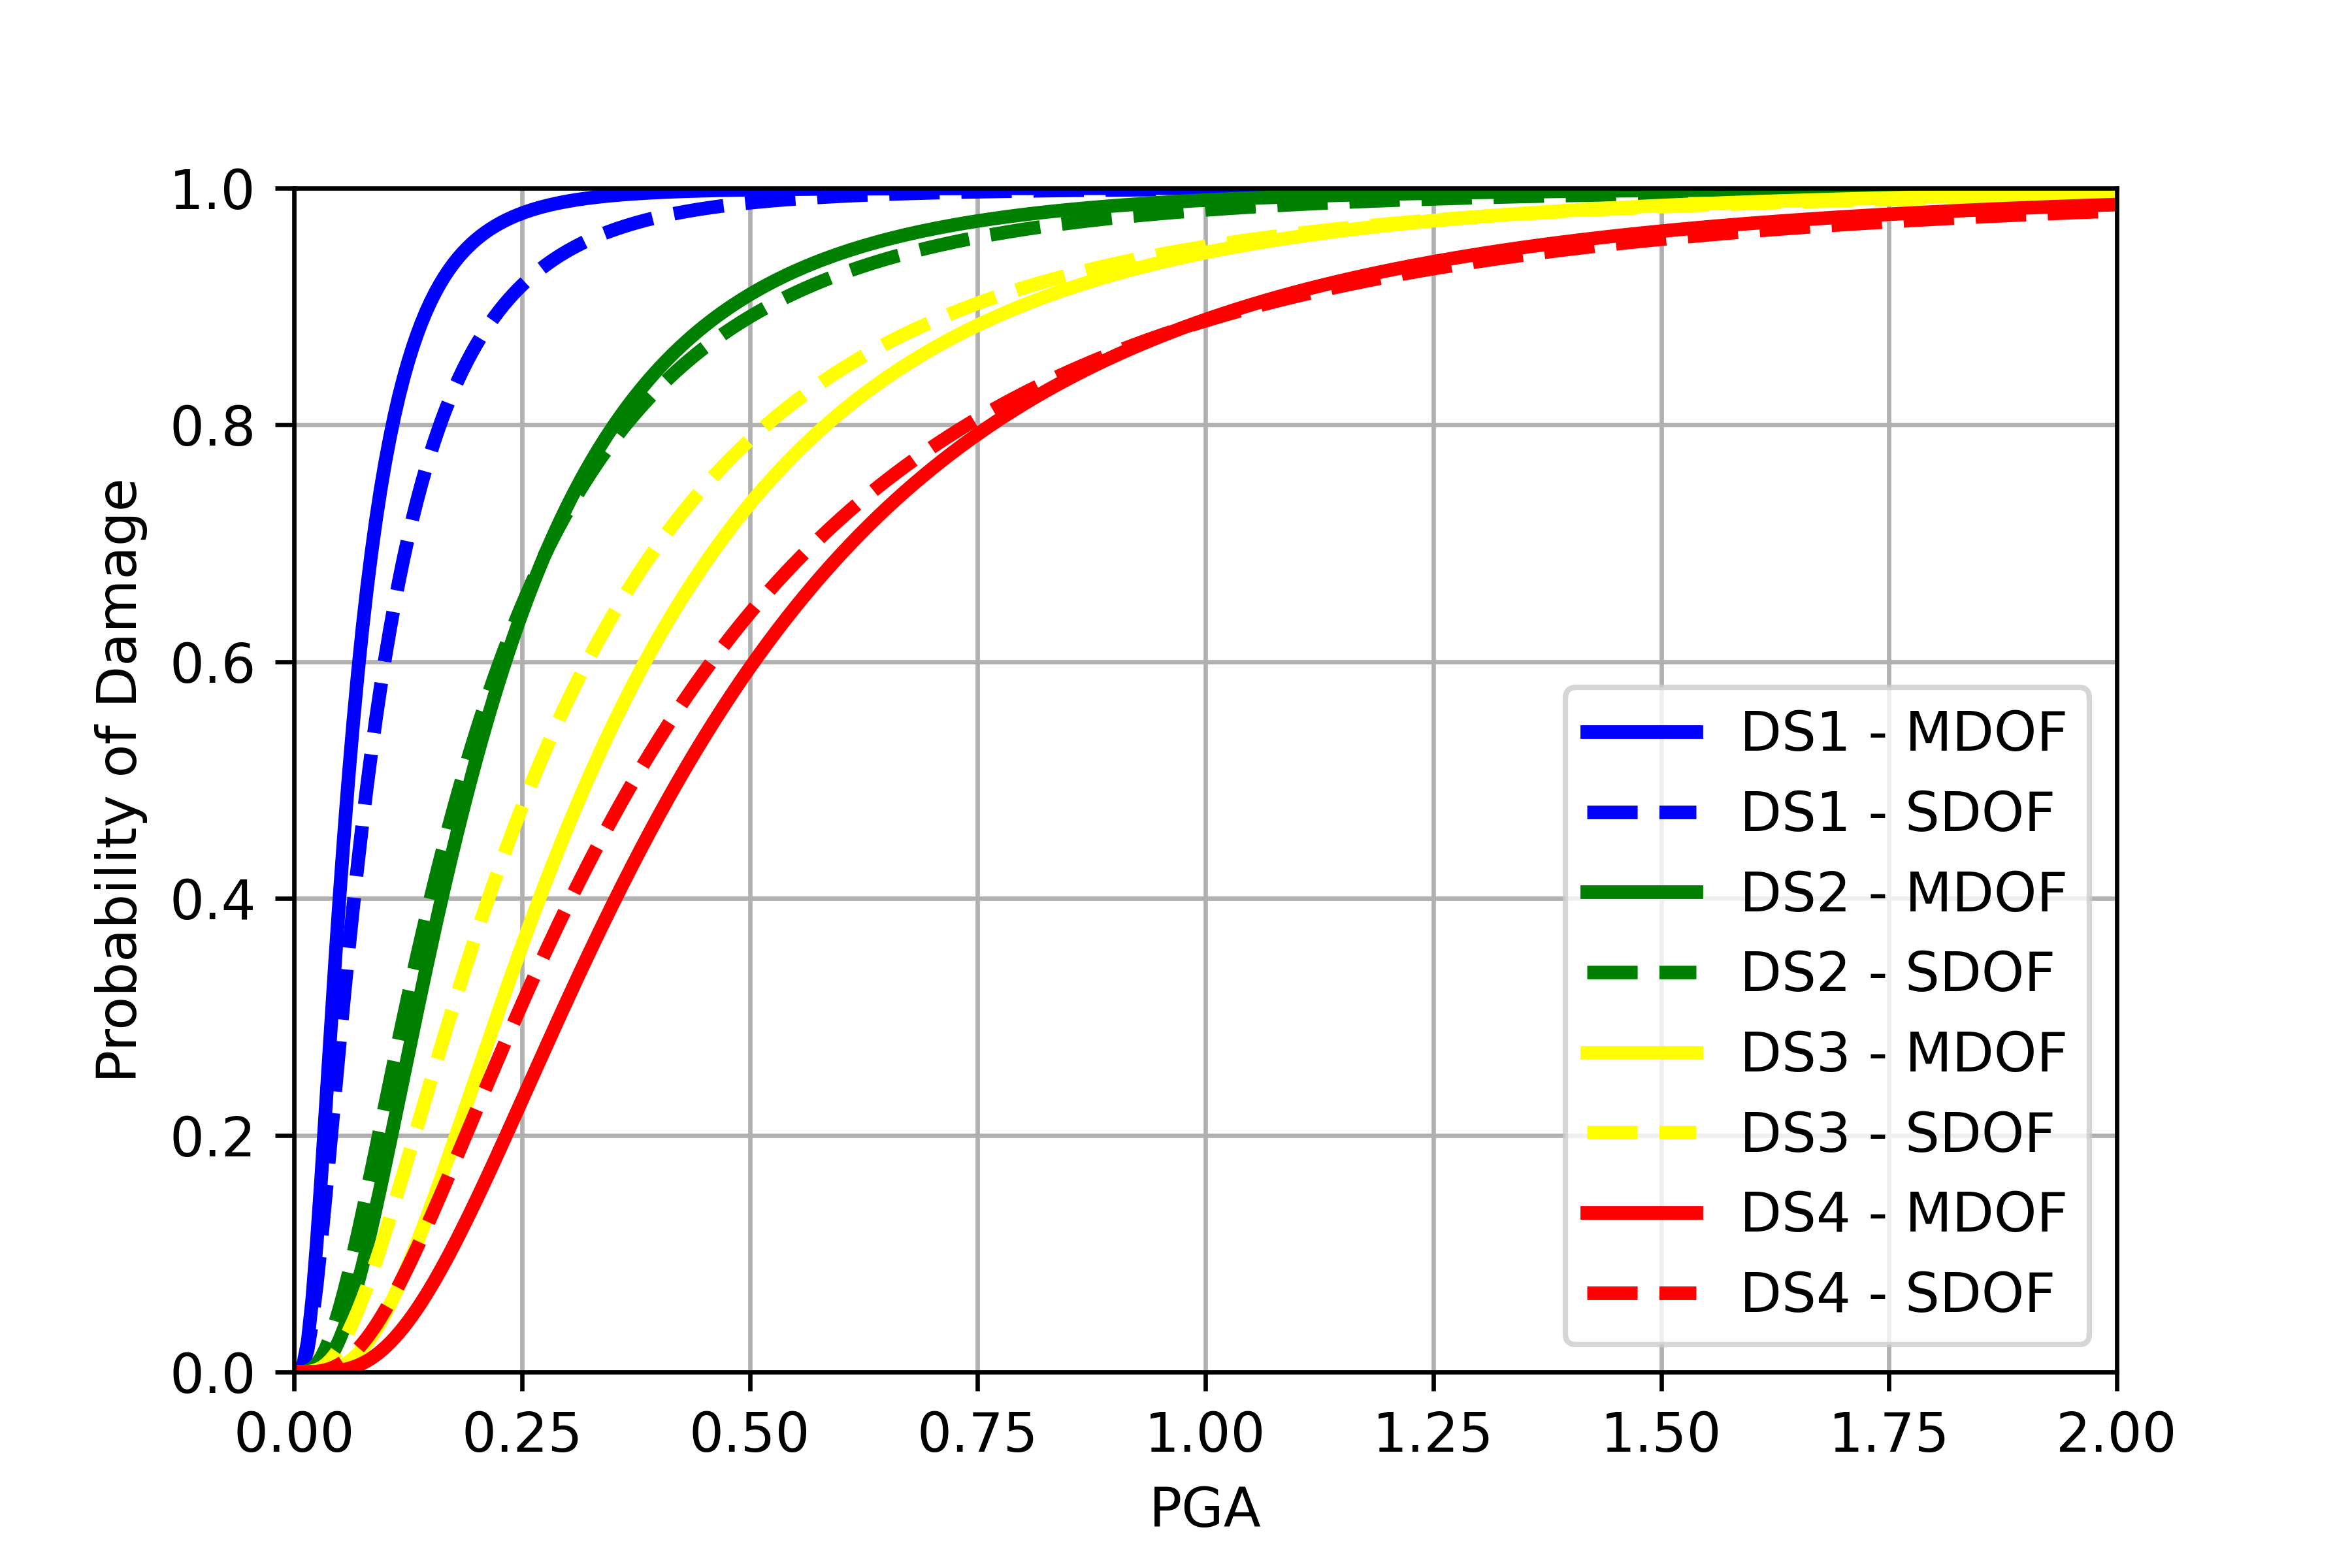 1.0
0.8
0.6
0.4
0.2
0.0
Probability of Damage
0.00 0.25 0.50 0.75 1.00 1.25 1.50 1.75 2.00
PGA
DS1 - MDOF
DS1 - SDOF
DS2 - MDOF
DS2 - SDOF
DS3 - MDOF
DS3 - SDOF
DS4 - MDOF
DS4 - SDOF